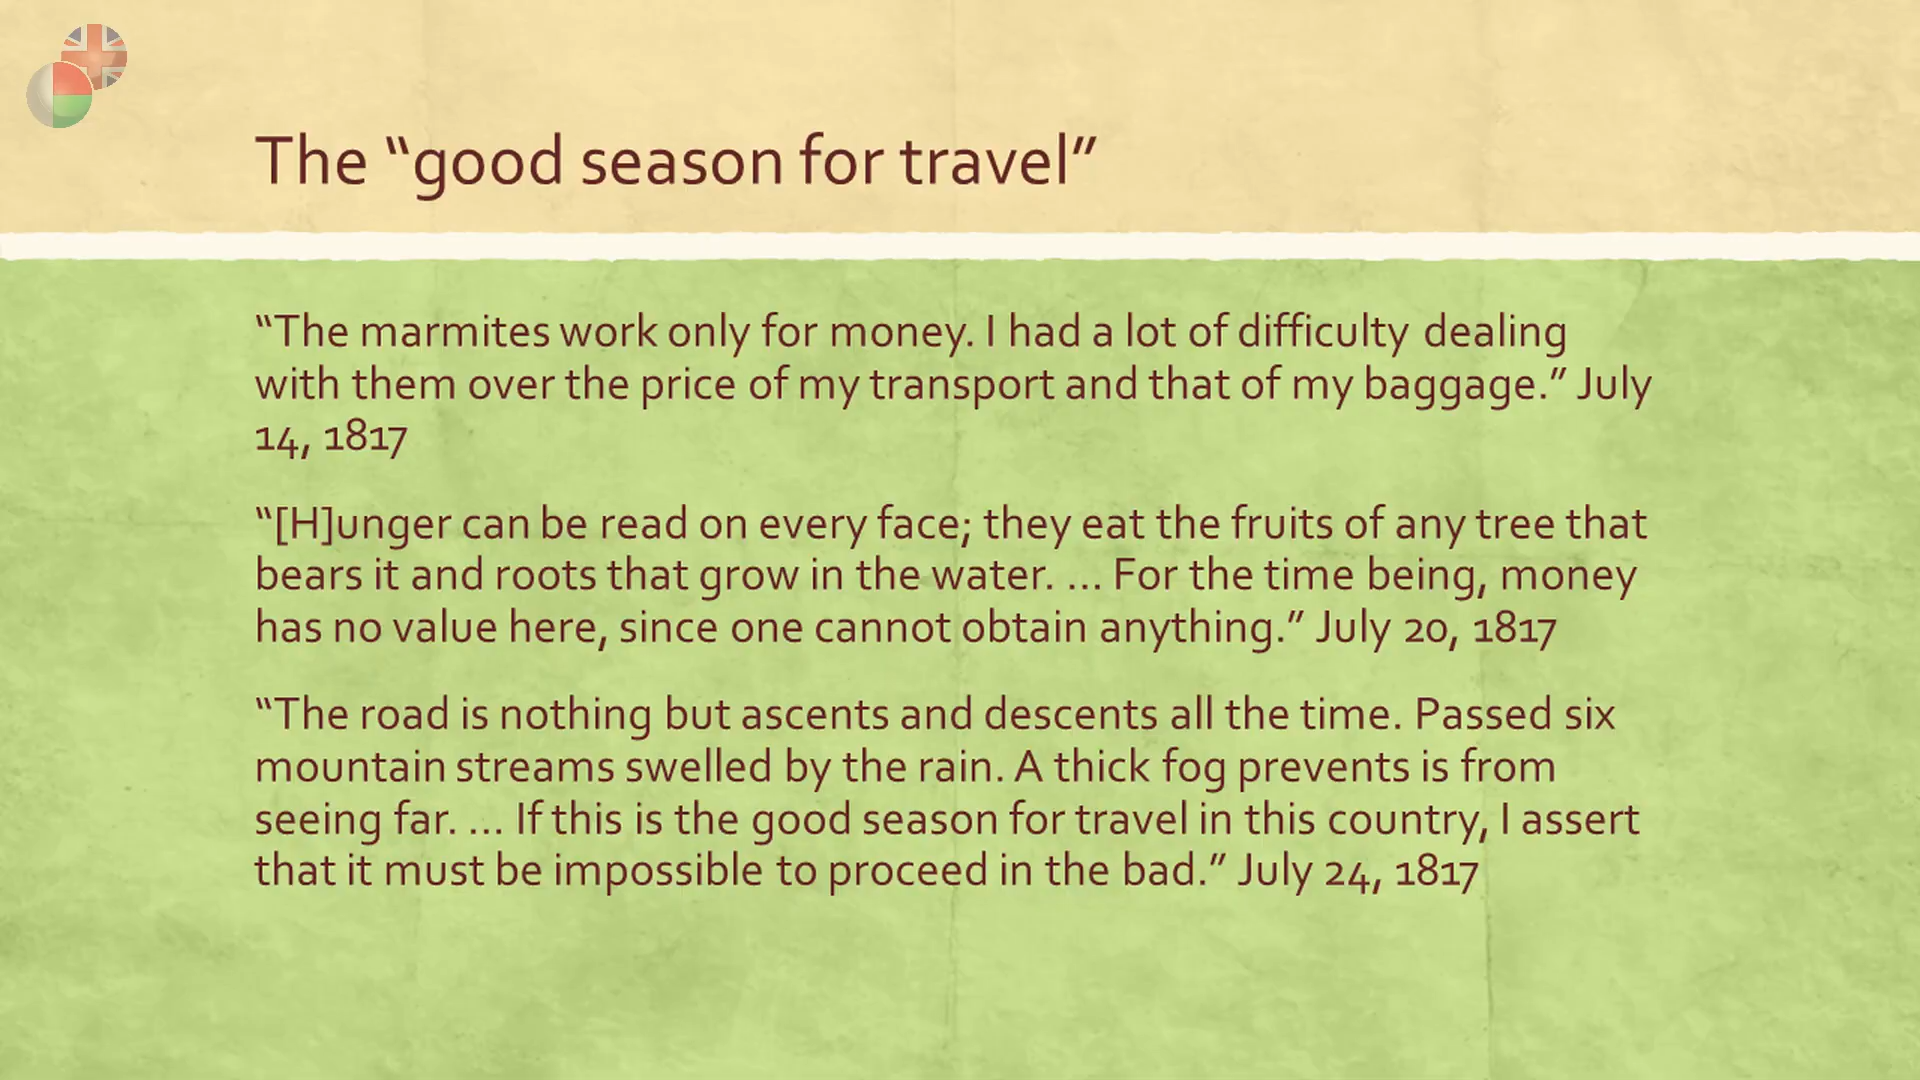 The “good season for travel”
“The marmites work only for money. I had a lot of difficulty dealing
with them over the price of my transport and that of my baggage.” July
14, 1817
“[H]unger can be read on every face; they eat the fruits of any tree that
bears it and roots that grow in the water. … For the time being, money
has no value here, since one cannot obtain anything.” July 20, 1817
“The road is nothing but ascents and descents all the time. Passed six
mountain streams swelled by the rain. A thick fog prevents is from
seeing far. … If this is the good season for travel in this country, I assert
that it must be impossible to proceed in the bad.” July 24, 1817